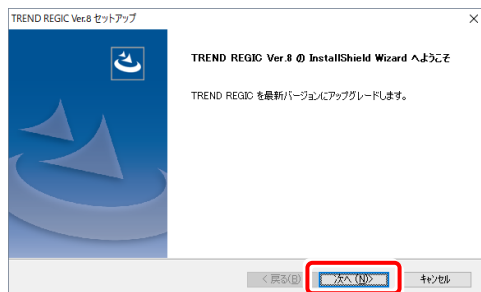 TREND REGIC Ver.8 セットアップ
TREND REGIC Ver.8 の InstallShield Wizard へようこそ
TREND REGIC を最新バージョンにアップグレードします。
< 戻る(B)
次へ(N)>
キャンセル